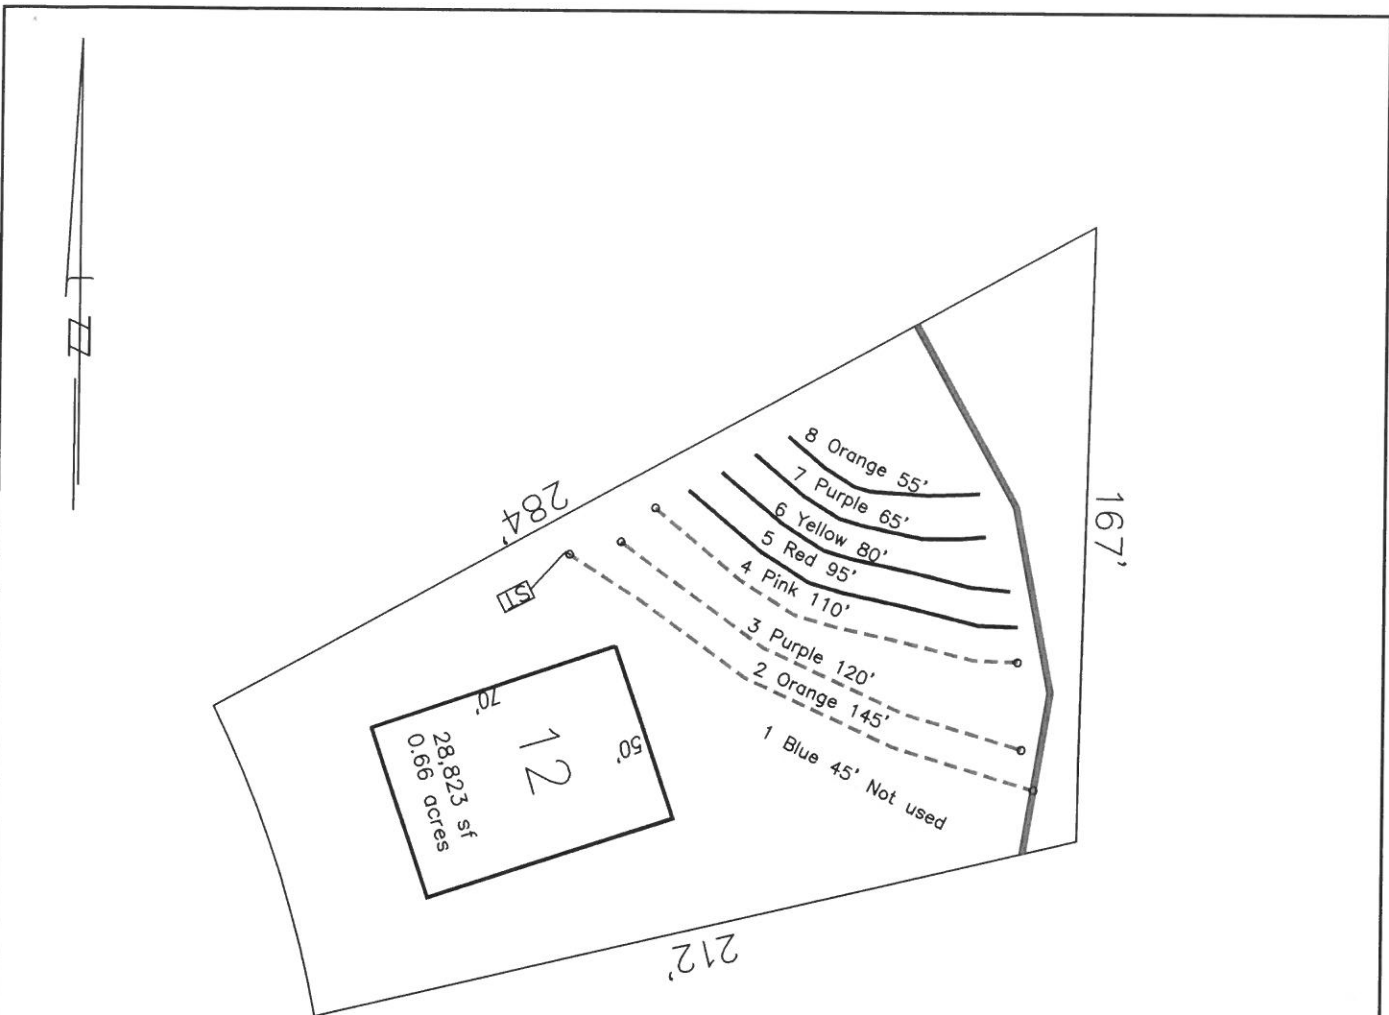 N
167'
8 Orange 55'
7 Purple 65'
6 Yellow 80'
5 Red 95'
4 Pink 110'
3 Purple 120'
2 Orange 145'
1 Blue 45' Not used
284'
ST
70'
50'
12
28,823 sf
0.66 acres
212'